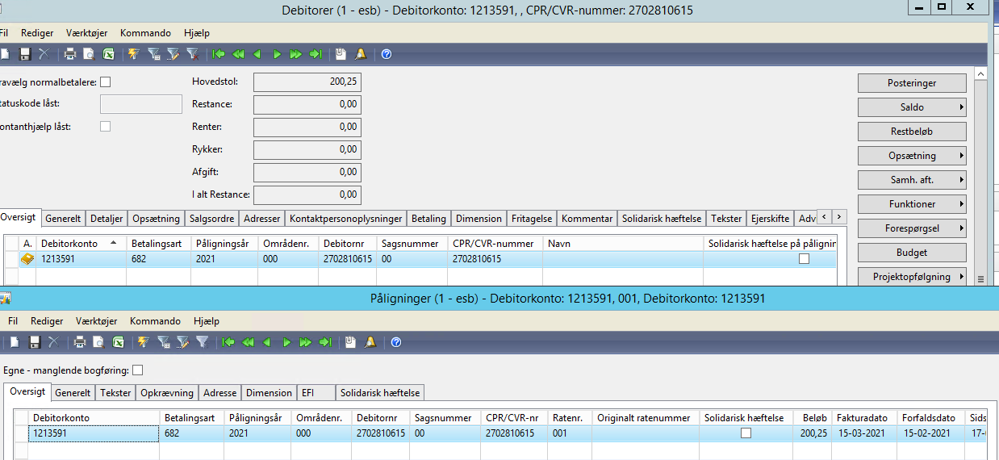 Debitorer (1 - esb) - Debitorkonto: 1213591, , CPR/CVR-nummer: 2702810615
Fil Rediger Værktøjer Kommando Hjælp
ravælg normalbetalere:
tatuskode låst:
ontanthjælp låst:
Hovedstol: 200,25
Restance: 0,00
Renter: 0,00
Rykker: 0,00
Afgift: 0,00
I alt Restance: 0,00
Posteringer
Saldo
Restbeløb
Opsætning
Samh. aft.
Funktioner
Forespørgsel
Budget
Projektopfølgning
Oversigt Generelt Detaljer Opsætning Salgsordre Adresser Kontaktpersonoplysninger Betaling Dimension Fritagelse Kommentar Solidarisk hæftelse Tekster Ejerskifte Adv
A. Debitorkonto Betalingsart Påligningsår Områdenr. Debitornr Sagsnummer CPR/CVR-nummer Navn Solidarisk hæftelse på påligni
1213591 682 2021 000 2702810615 00 2702810615
Påligninger (1 - esb) - Debitorkonto: 1213591, 001, Debitorkonto: 1213591
Fil Rediger Værktøjer Kommando Hjælp
Egne - manglende bogføring:
Oversigt Generelt Tekster Opkrævning Adresse Dimension EFI Solidarisk hæftelse
Debitorkonto Betalingsart Påligningsår Områdenr. Debitornr Sagsnummer CPR/CVR-nr Ratenr. Originalt ratenummer Solidarisk hæftelse Beløb Fakturadato Forfaldsdato Sids
1213591 682 2021 000 2702810615 00 2702810615 001 200,25 15-03-2021 15-02-2021 17-